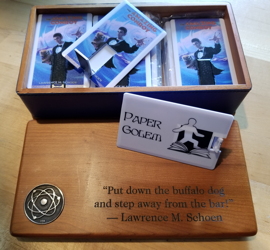 PAPER
GOLEM
"Put down the buffalo dog
and step away from the bar!"
— Lawrence M. Schoen